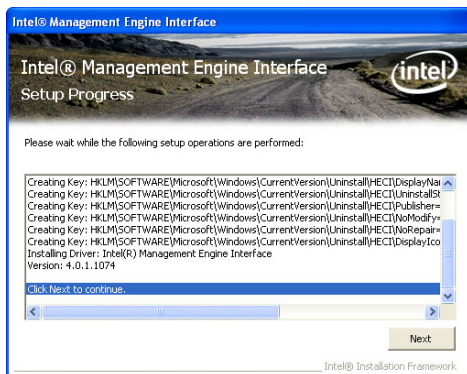 Intel® Management Engine Interface
Intel® Management Engine Interface
Setup Progress
intel
Please wait while the following setup operations are performed:
Creating Key: HKLM\SOFTWARE\Microsoft\Windows\CurrentVersion\Uninstall\HECI\DisplayNa
Creating Key: HKLM\SOFTWARE\Microsoft\Windows\CurrentVersion\Uninstall\HECI\UninstallSt
Creating Key: HKLM\SOFTWARE\Microsoft\Windows\CurrentVersion\Uninstall\HECI\Publisher=
Creating Key: HKLM\SOFTWARE\Microsoft\Windows\CurrentVersion\Uninstall\HECI\NoModify=
Creating Key: HKLM\SOFTWARE\Microsoft\Windows\CurrentVersion\Uninstall\HECI\NoRepair=
Creating Key: HKLM\SOFTWARE\Microsoft\Windows\CurrentVersion\Uninstall\HECI\DisplayIco
Installing Driver: Intel(R) Management Engine Interface
Version: 4.0.1.1074
Click Next to continue.
Next
Intel® Installation Framework